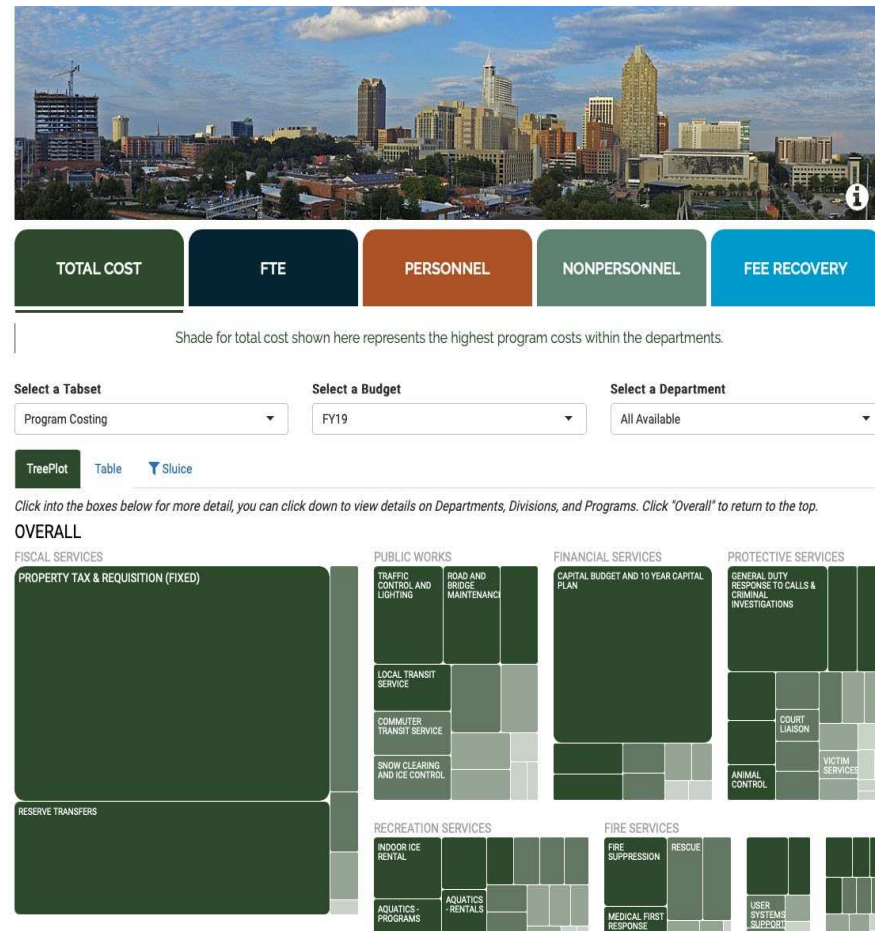 TOTAL COST
FTE
PERSONNEL
NONPERSONNEL
FEE RECOVERY
Shade for total cost shown here represents the highest program costs within the departments.
Select a Tabset
Select a Budget
Select a Department
Program Costing
FY19
All Available
TreePlot
Table
Sluice
Click into the boxes below for more detail, you can click down to view details on Departments, Divisions, and Programs. Click "Overall" to return to the top.
OVERALL
FISCAL SERVICES
PROPERTY TAX & REQUISITION (FIXED)
RESERVE TRANSFERS
PUBLIC WORKS
TRAFFIC
CONTROL AND
LIGHTING
ROAD AND
BRIDGE
MAINTENANC
LOCAL TRANSIT
SERVICE
COMMUTER
TRANSIT SERVICE
SNOW CLEARING
AND ICE CONTROL
FINANCIAL SERVICES
CAPITAL BUDGET AND 10 YEAR CAPITAL
PLAN
PROTECTIVE SERVICES
GENERAL DUTY
RESPONSE TO CALLS &
CRIMINAL
INVESTIGATIONS
COURT
LIAISON
VICTIM
SERVICES
ANIMAL
CONTROL
RECREATION SERVICES
INDOOR ICE
RENTAL
AQUATICS -
PROGRAMS
AQUATICS
- RENTALS
FIRE SERVICES
FIRE
SUPPRESSION
RESCUE
MEDICAL FIRST
RESPONSE
USER
SYSTEMS
SUPPORT